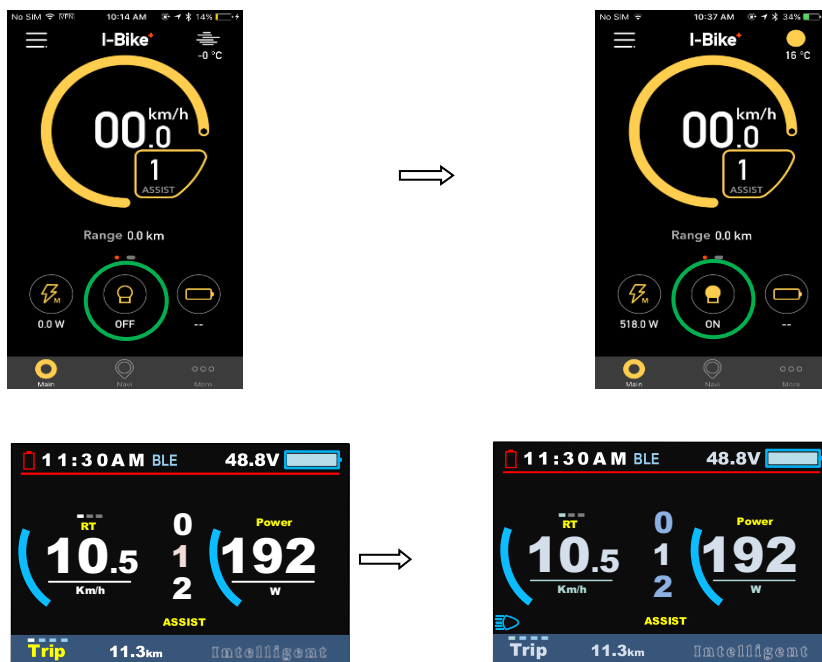 No SIM VPN 10:14 AM 14%
I-Bike+
-0 °C
00.0 km/h
1
ASSIST
Range 0.0 km
0.0 W OFF --
Main Navi More
No SIM 10:37 AM 34%
I-Bike+
16 °C
00.0 km/h
1
ASSIST
Range 0.0 km
518.0 W ON --
Main Navi More
11:30AM BLE 48.8V
RT 0 Power
10.5 1 192
Km/h 2 W
ASSIST
Trip 11.3km Intelligent
11:30AM BLE 48.8V
RT 0 Power
10.5 1 192
Km/h 2 W
ASSIST
Trip 11.3km Intelligent